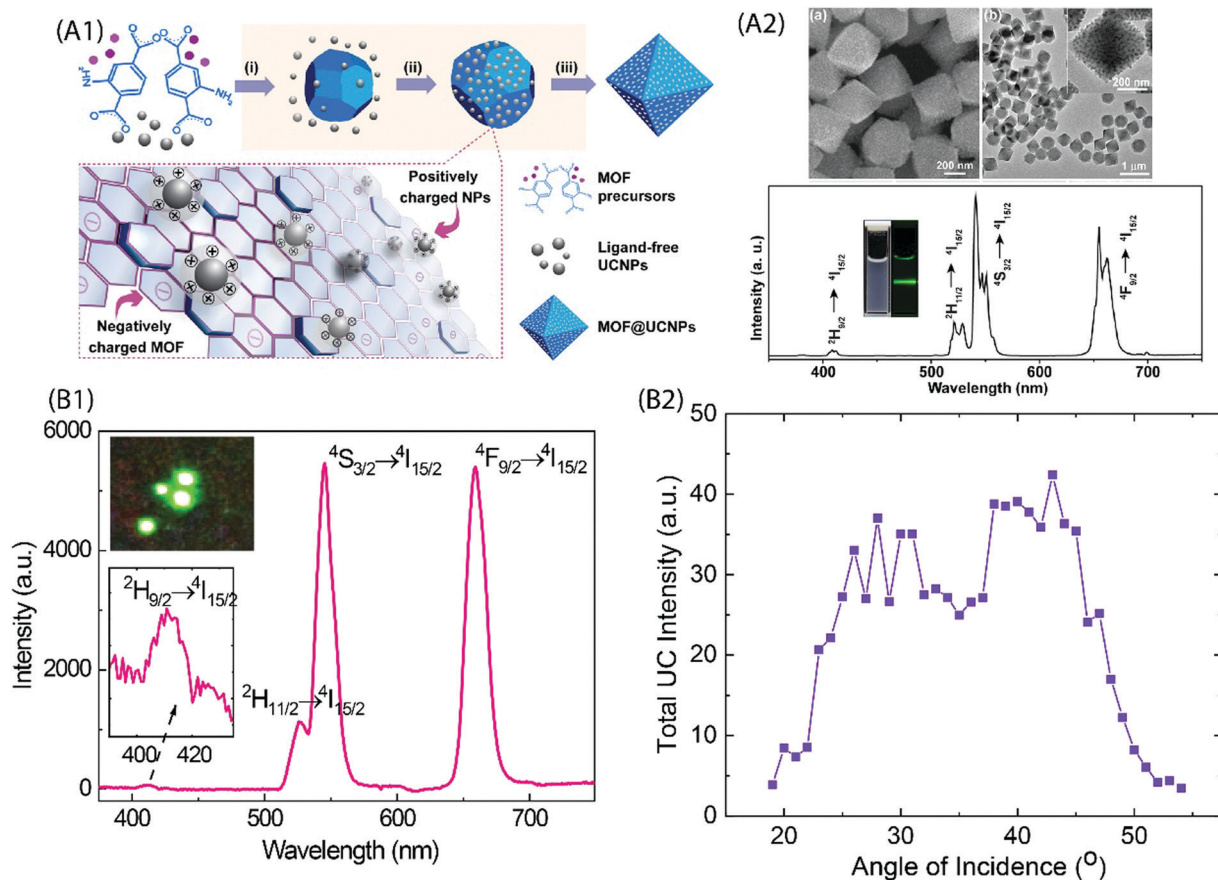 (A1)
O
O
O
O
NH2
NH2
O
O
O
O
(i)
(ii)
(iii)
Positively
charged NPs
Negatively
charged MOF
MOF
precursors
Ligand-free
UCNPs
MOF@UCNPs
(A2)
(a)
200 nm
(b)
200 nm
1 μm
Intensity (a. u.)
²H9/2 → ⁴I15/2
²H11/2 → ⁴I15/2
⁴S3/2 → ⁴I15/2
⁴F9/2 → ⁴I15/2
400
500
600
700
Wavelength (nm)
(B1)
6000
4000
2000
0
Intensity (a.u.)
⁴S3/2→⁴I15/2
⁴F9/2→⁴I15/2
²H9/2→⁴I15/2
400
420
²H11/2→⁴I15/2
400
500
600
700
Wavelength (nm)
(B2)
50
40
30
20
10
0
Total UC Intensity (a.u.)
20
30
40
50
Angle of Incidence (°)